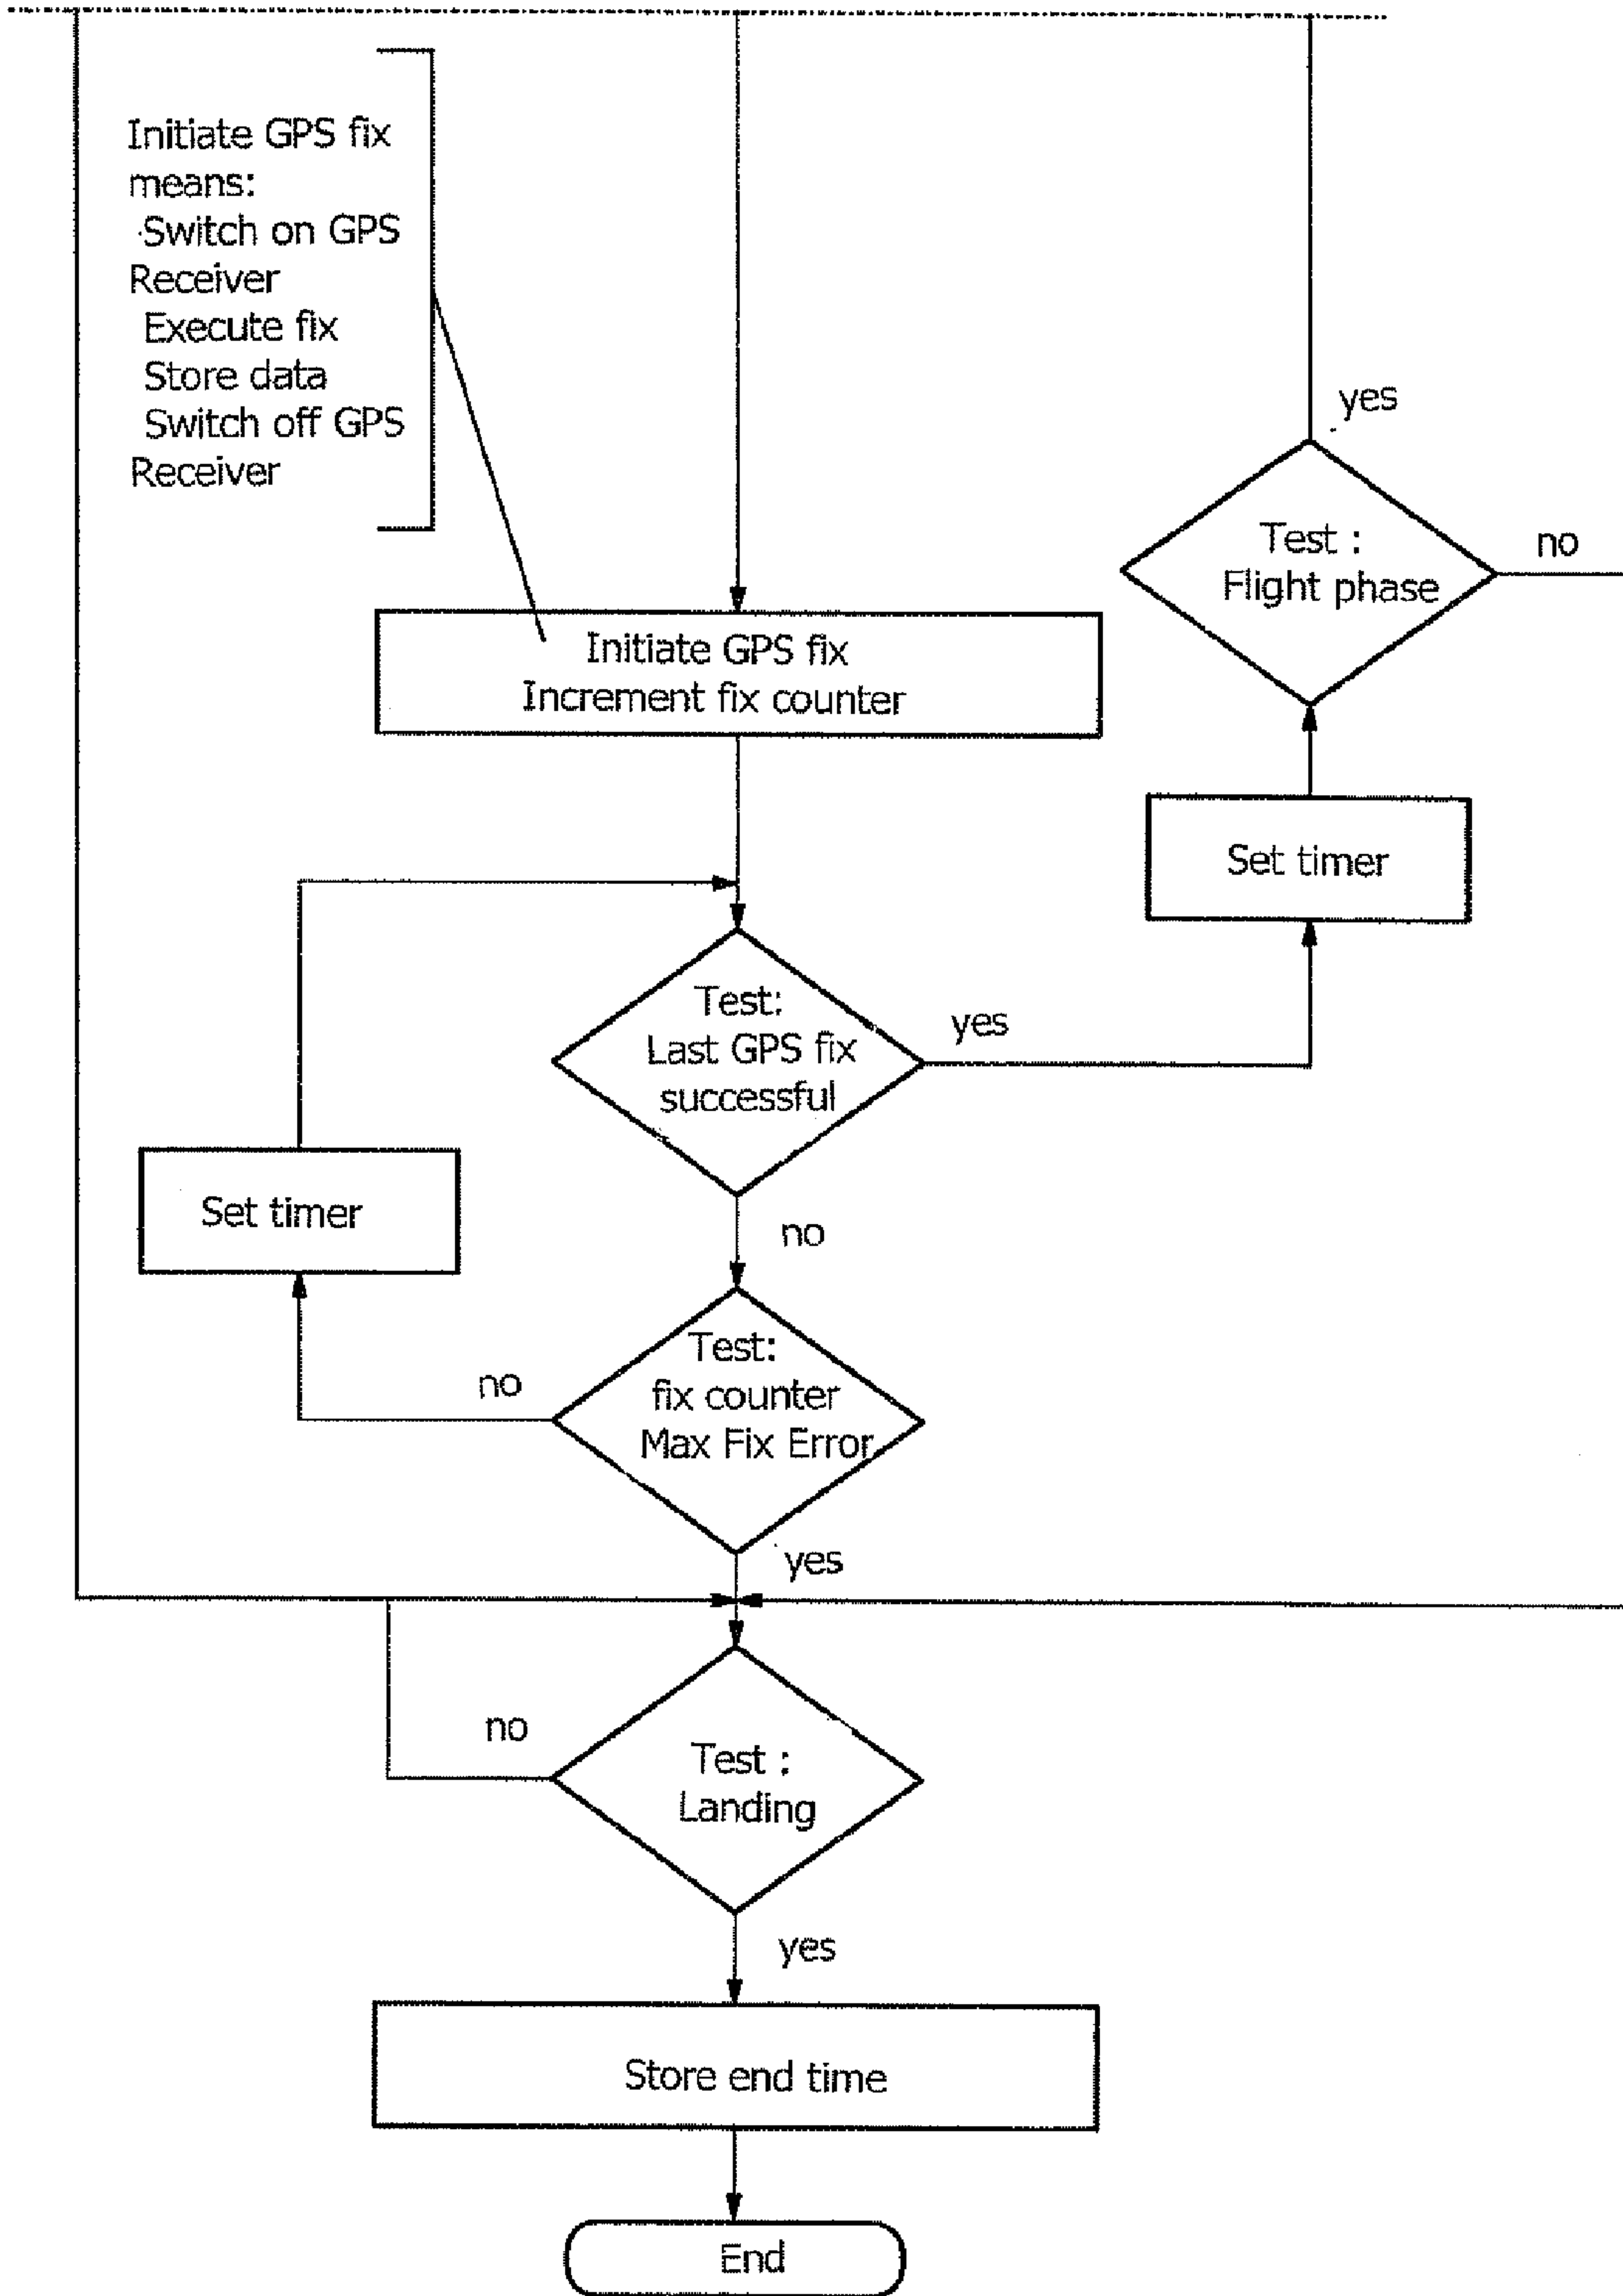 Initiate GPS fix
means:
Switch on GPS
Receiver
Execute fix
Store data
Switch off GPS
Receiver
yes
Test :
Flight phase
no
Initiate GPS fix
Increment fix counter
Set timer
Test:
Last GPS fix
successful
yes
Set timer
no
Test:
fix counter
Max Fix Error
no
yes
no
Test :
Landing
yes
Store end time
End